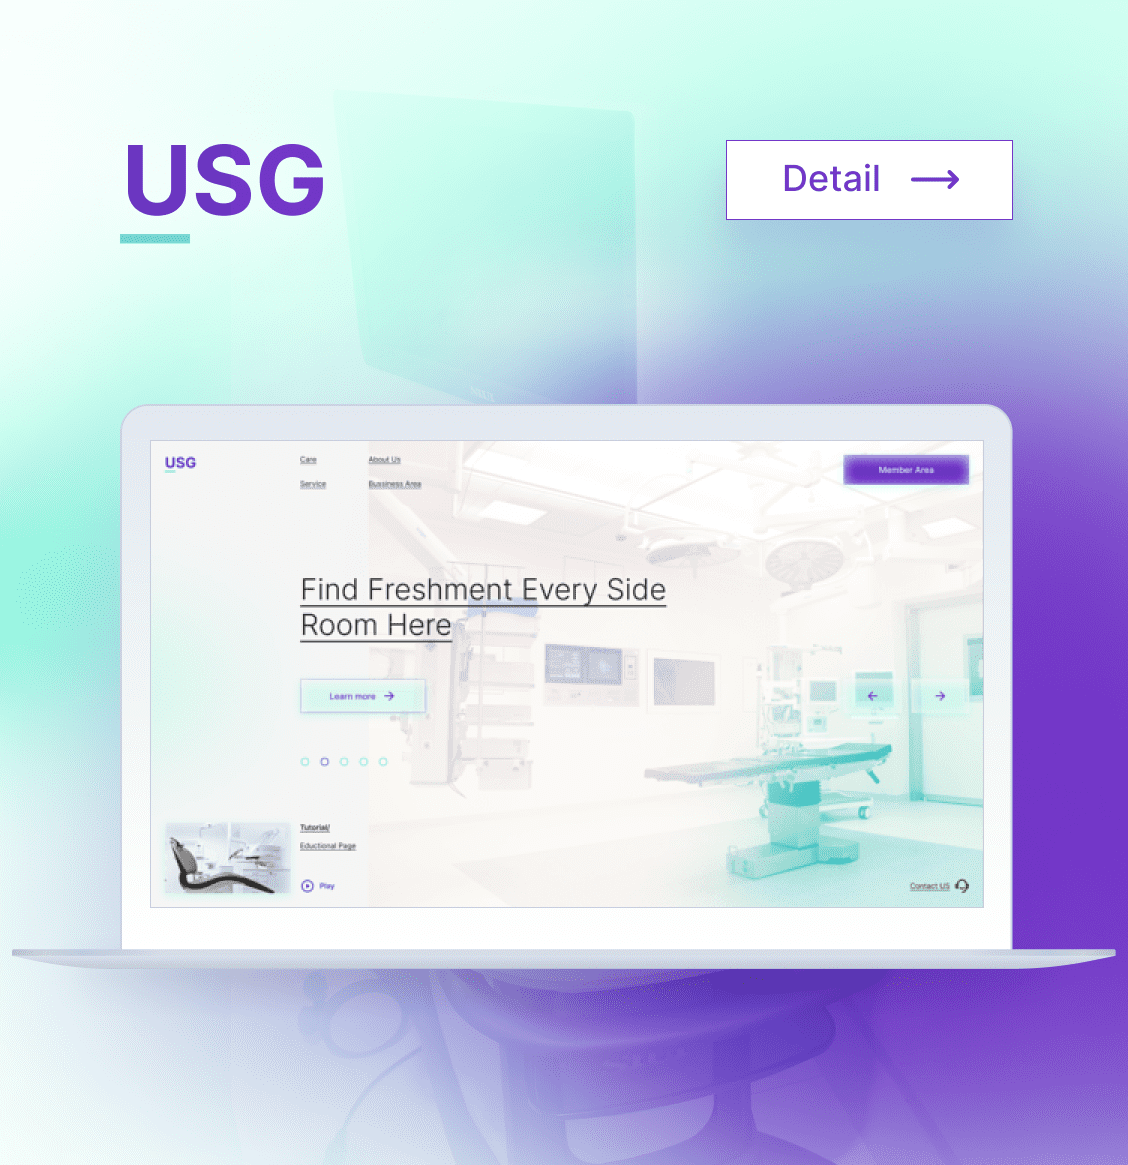 USG
Detail
USG
Care
About Us
Service
Bussiness Area
Member Area
Find Freshment Every Side
Room Here
Learn more
Tutorial/
Eductional Page
Play
Contact US